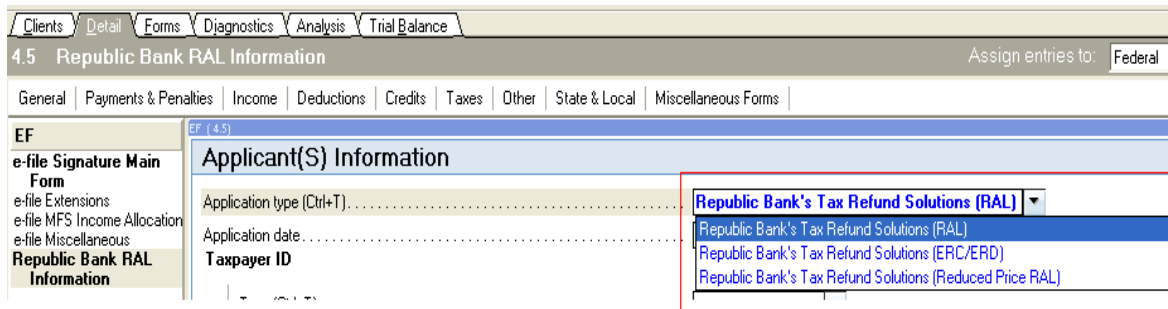 Clients Detail Forms Diagnostics Analysis Trial Balance
4.5 Republic Bank RAL Information Assign entries to: Federal
General Payments & Penalties Income Deductions Credits Taxes Other State & Local Miscellaneous Forms
EF
e-file Signature Main
Form
e-file Extensions
e-file MFS Income Allocation
e-file Miscellaneous
Republic Bank RAL
Information
EF (4.5)
Applicant(S) Information
Application type (Ctrl+T)
Republic Bank's Tax Refund Solutions (RAL)
Republic Bank's Tax Refund Solutions (RAL)
Republic Bank's Tax Refund Solutions (ERC/ERD)
Republic Bank's Tax Refund Solutions (Reduced Price RAL)
Application date
Taxpayer ID